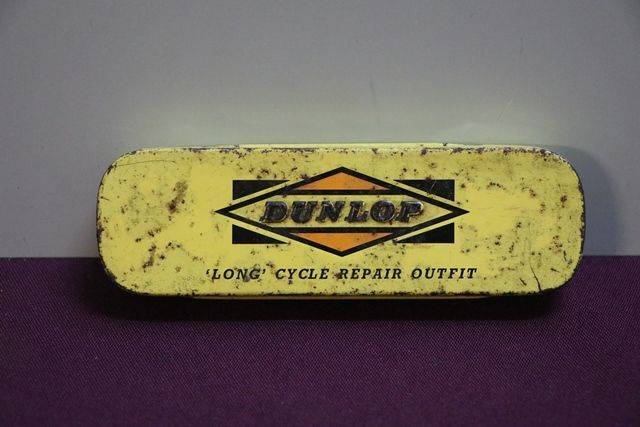 DUNLOP
‘LONG’ CYCLE REPAIR OUTFIT